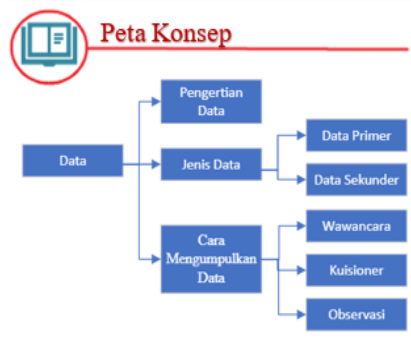 Peta Konsep
Pengertian
Data
Data
Jenis Data
Data Primer
Data Sekunder
Cara
Mengumpulkan
Data
Wawancara
Kuisioner
Observasi